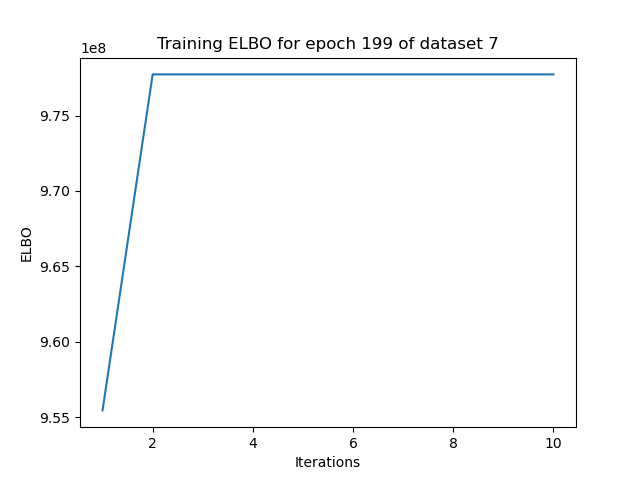 Training ELBO for epoch 199 of dataset 7
1e8
9.75
9.70
9.65
9.60
9.55
ELBO
2 4 6 8 10
Iterations